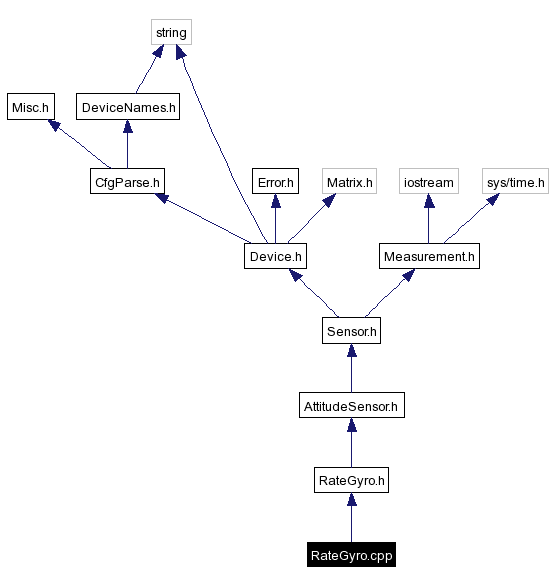 string
Misc.h
DeviceNames.h
CfgParse.h
Error.h
Matrix.h
iostream
sys/time.h
Device.h
Measurement.h
Sensor.h
AttitudeSensor.h
RateGyro.h
RateGyro.cpp